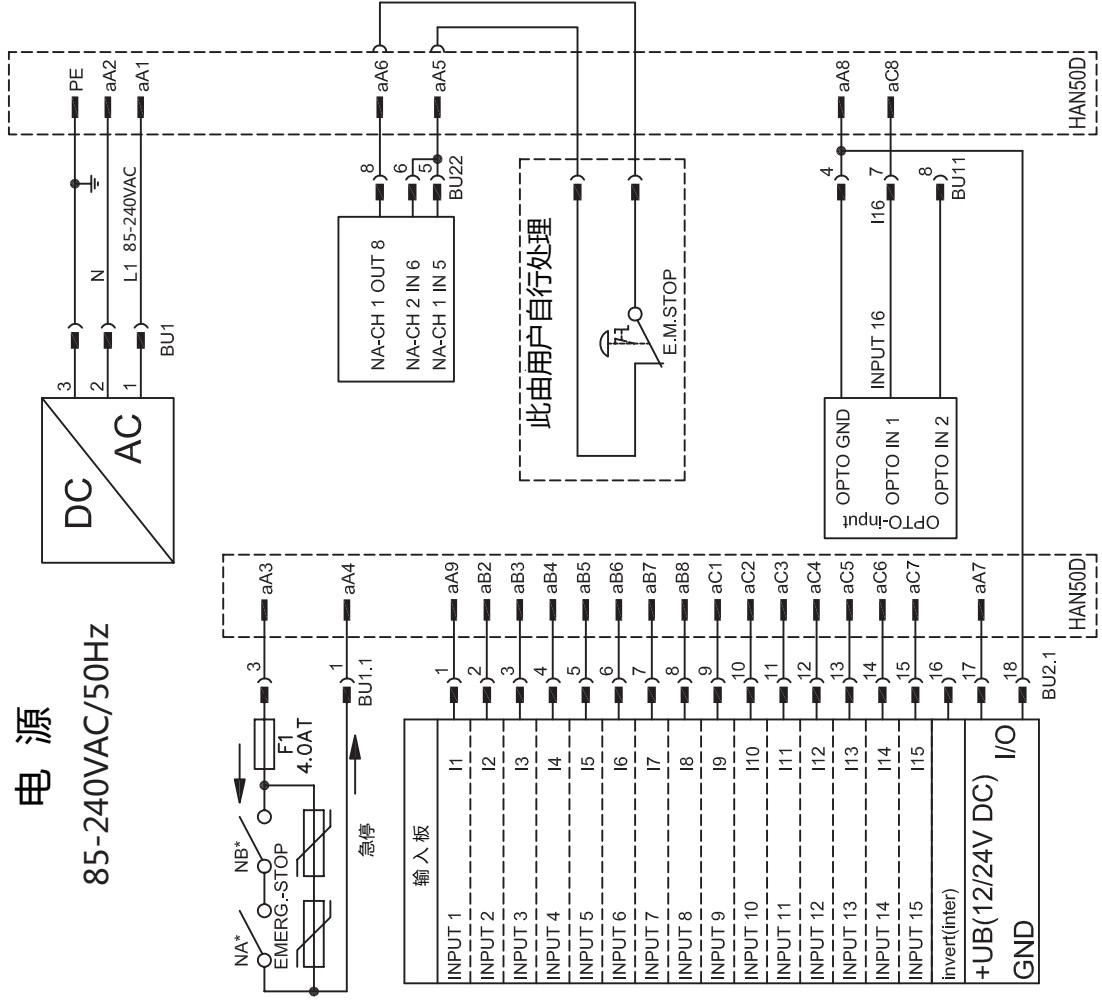 电 源
85-240VAC/50Hz
DC
AC
3
2
1
BU1
N
L1 85-240VAC
PE
aA2
aA1
NA*
NB*
EMERG.-STOP
F1
4.0AT
急停
3
1
BU1.1
aA3
aA4
NA-CH 1 OUT 8
NA-CH 2 IN 6
NA-CH 1 IN 5
8
6
5
BU22
aA6
aA5
此由用户自行处理
E.M.STOP
输 入 板
INPUT 1 I1 1 aA9
INPUT 2 I2 2 aB2
INPUT 3 I3 3 aB3
INPUT 4 I4 4 aB4
INPUT 5 I5 5 aB5
INPUT 6 I6 6 aB6
INPUT 7 I7 7 aB7
INPUT 8 I8 8 aB8
INPUT 9 I9 9 aC1
INPUT 10 I10 10 aC2
INPUT 11 I11 11 aC3
INPUT 12 I12 12 aC4
INPUT 13 I13 13 aC5
INPUT 14 I14 14 aC6
INPUT 15 I15 15 aC7
invert(inter) 16
+UB(12/24V DC) 17 aA7
GND I/O 18
BU2.1
HAN50D
OPTO-input
OPTO GND
OPTO IN 1
OPTO IN 2
INPUT 16
I16
4
7
8
BU11
aA8
aC8
HAN50D